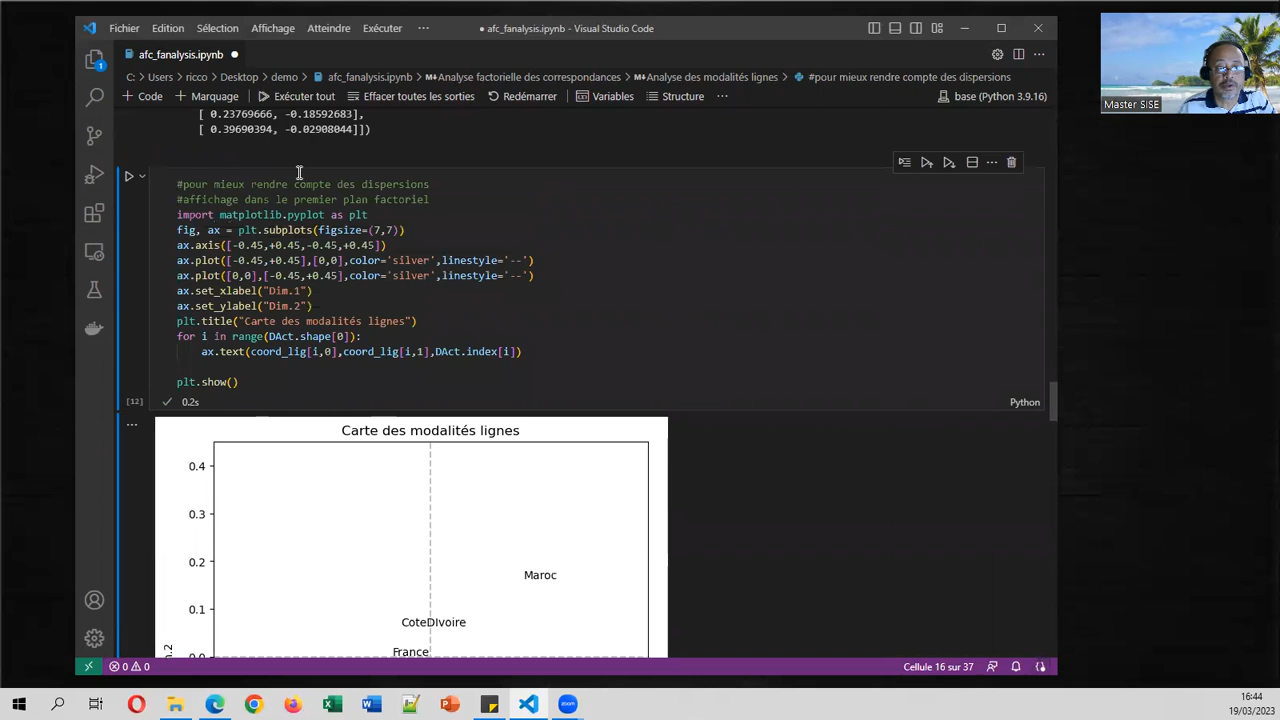 Fichier Edition Sélection Affichage Atteindre Exécuter ··· ● afc_fanalysis.ipynb - Visual Studio Code
afc_fanalysis.ipynb ●
C: > Users > ricco > Desktop > demo > afc_fanalysis.ipynb > Analyse factorielle des correspondances > Analyse des modalités lignes > #pour mieux rendre compte des dispersions
+ Code + Marquage Exécuter tout Effacer toutes les sorties Redémarrer Variables Structure ··· base (Python 3.9.16)
[ 0.23769666, -0.18592683],
[ 0.39690394, -0.02908044]])
#pour mieux rendre compte des dispersions
#affichage dans le premier plan factoriel
import matplotlib.pyplot as plt
fig, ax = plt.subplots(figsize=(7,7))
ax.axis([-0.45,+0.45,-0.45,+0.45])
ax.plot([-0.45,+0.45],[0,0],color='silver',linestyle='--')
ax.plot([0,0],[-0.45,+0.45],color='silver',linestyle='--')
ax.set_xlabel("Dim.1")
ax.set_ylabel("Dim.2")
plt.title("Carte des modalités lignes")
for i in range(DAct.shape[0]):
    ax.text(coord_lig[i,0],coord_lig[i,1],DAct.index[i])
plt.show()
[12] 0.2s Python
Carte des modalités lignes
0.4
0.3
0.2
Maroc
0.1
CoteDIvoire
France
0.0
n.2
0 0 Cellule 16 sur 37
16:44
19/03/2023
Master SISE
1